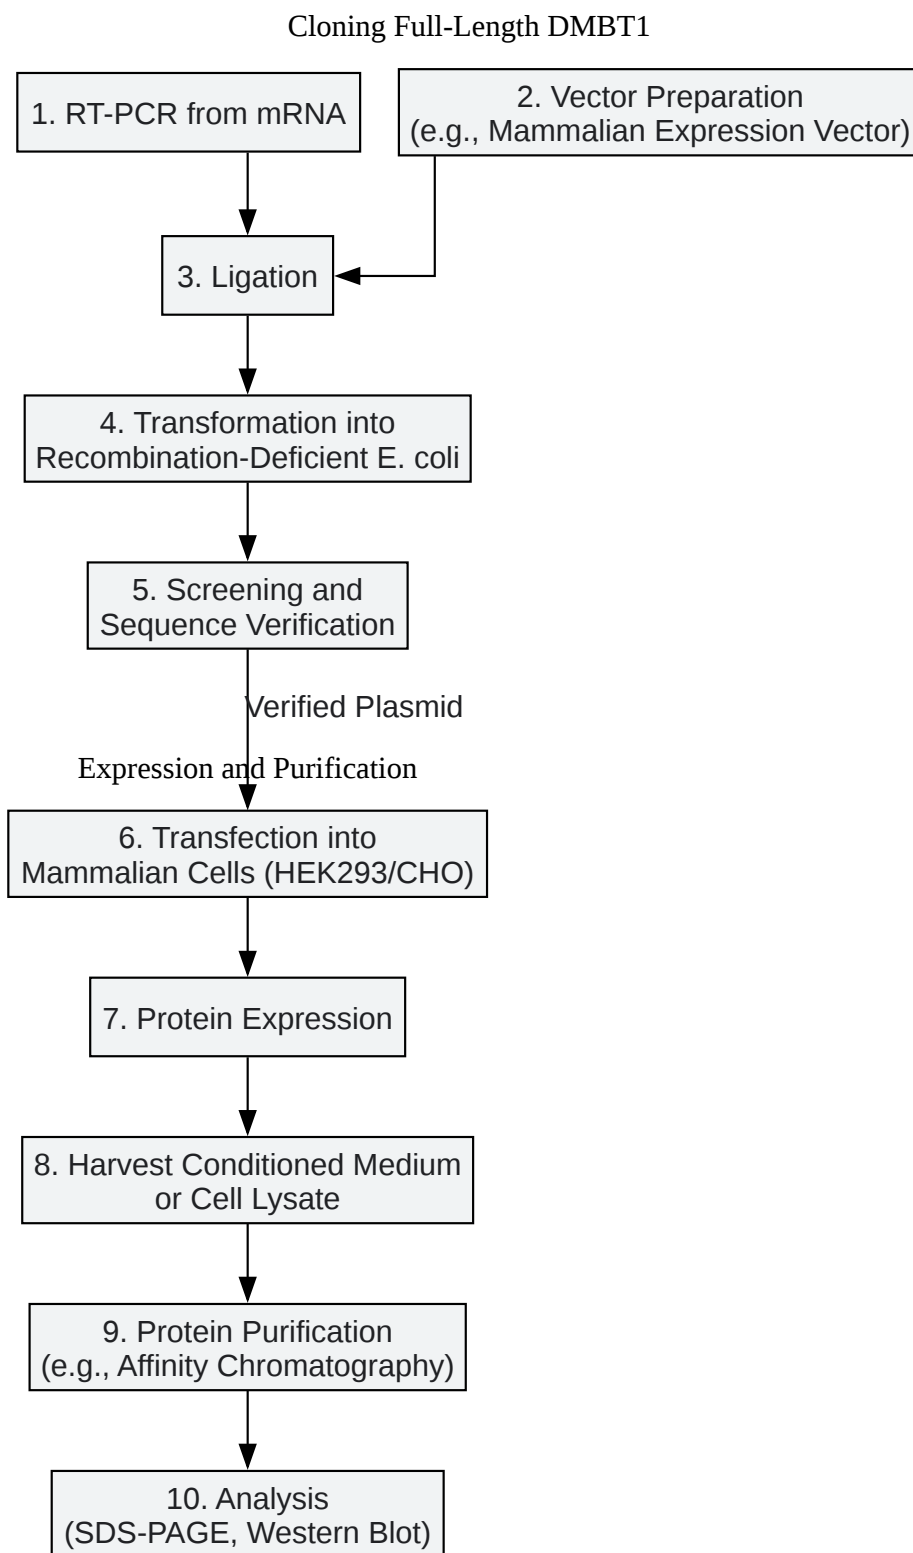 Cloning Full-Length DMBT1
1. RT-PCR from mRNA
2. Vector Preparation
(e.g., Mammalian Expression Vector)
3. Ligation
4. Transformation into
Recombination-Deficient E. coli
5. Screening and
Sequence Verification
Verified Plasmid
Expression and Purification
6. Transfection into
Mammalian Cells (HEK293/CHO)
7. Protein Expression
8. Harvest Conditioned Medium
or Cell Lysate
9. Protein Purification
(e.g., Affinity Chromatography)
10. Analysis
(SDS-PAGE, Western Blot)